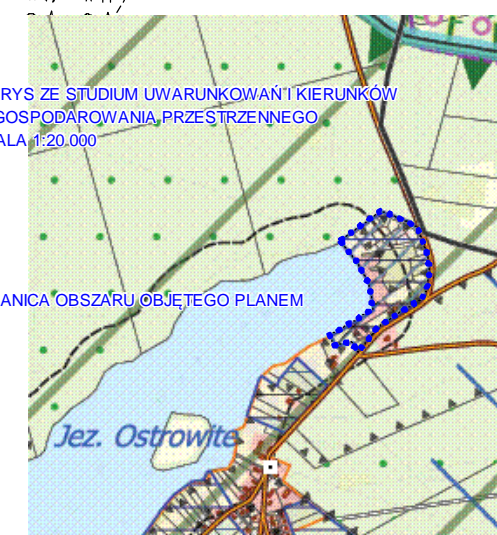 RYS ZE STUDIUM UWARUNKOWAŃ I KIERUNKÓW
GOSPODAROWANIA PRZESTRZENNEGO
ALA 1:20 000
ANICA OBSZARU OBJĘTEGO PLANEM
Jez. Ostrowite